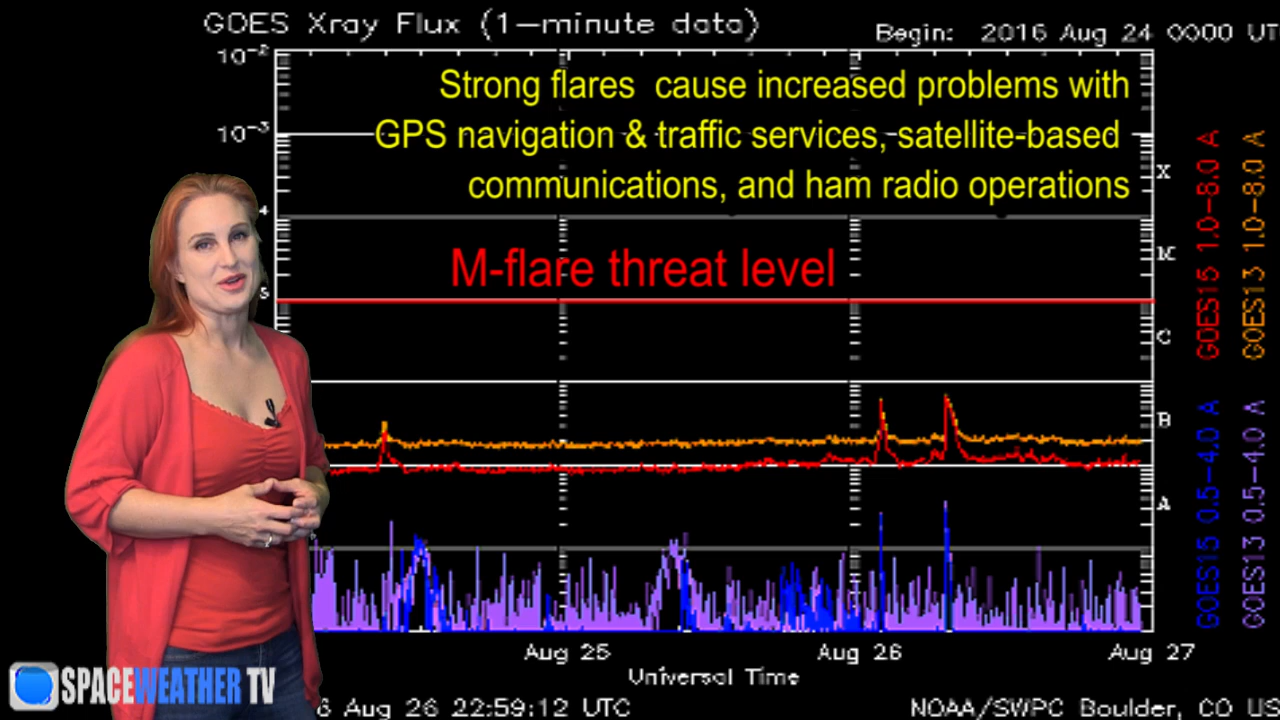 GOES Xray Flux (1-minute data)
Begin: 2016 Aug 24 0000 UT
10⁻²
Strong flares cause increased problems with
10⁻³
GPS navigation & traffic services, satellite-based
communications, and ham radio operations
X
4
M-flare threat level
M
5
C
B
A
GOES15 1.0-8.0 A
GOES13 1.0-8.0 A
GOES15 0.5-4.0 A
GOES13 0.5-4.0 A
Aug 25
Aug 26
Aug 27
Universal Time
SPACEWEATHER TV
6 Aug 26 22:59:12 UTC
NOAA/SWPC Boulder, CO US